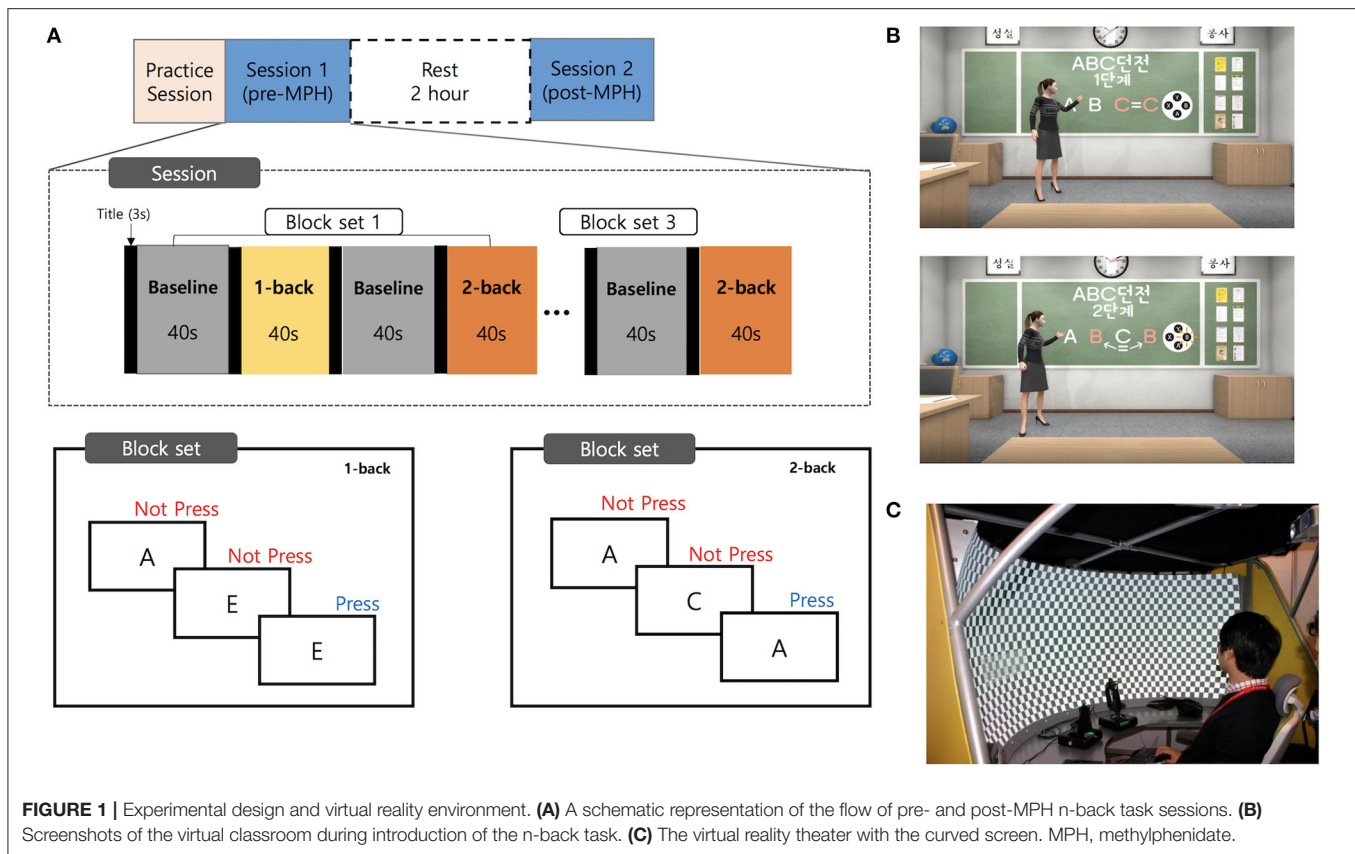 A
Practice
Session
Session 1
(pre-MPH)
Rest
2 hour
Session 2
(post-MPH)
Session
Title (3s)
Block set 1
Block set 3
Baseline
40s
1-back
40s
Baseline
40s
2-back
40s
...
Baseline
40s
2-back
40s
Block set
1-back
Not Press
A
Not Press
E
Press
E
Block set
2-back
Not Press
A
Not Press
C
Press
A
B
성실
봉사
ABC던전
1단계
A B C=C
Y
X B
A
성실
봉사
ABC던전
2단계
A B C B
=
Y
X B
A
C
FIGURE 1 | Experimental design and virtual reality environment. (A) A schematic representation of the flow of pre- and post-MPH n-back task sessions. (B)
Screenshots of the virtual classroom during introduction of the n-back task. (C) The virtual reality theater with the curved screen. MPH, methylphenidate.